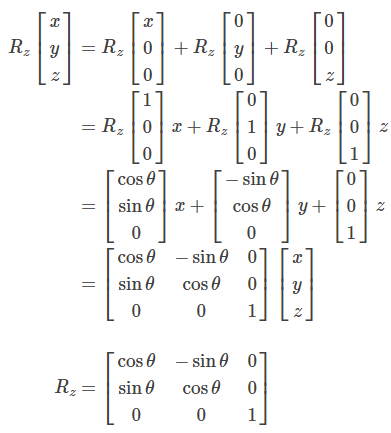 R_z [x; y; z] = R_z [x; 0; 0] + R_z [0; y; 0] + R_z [0; 0; z]
= R_z [1; 0; 0] x + R_z [0; 1; 0] y + R_z [0; 0; 1] z
= [cos θ; sin θ; 0] x + [− sin θ; cos θ; 0] y + [0; 0; 1] z
= [cos θ − sin θ 0; sin θ cos θ 0; 0 0 1] [x; y; z]
R_z = [cos θ − sin θ 0; sin θ cos θ 0; 0 0 1]